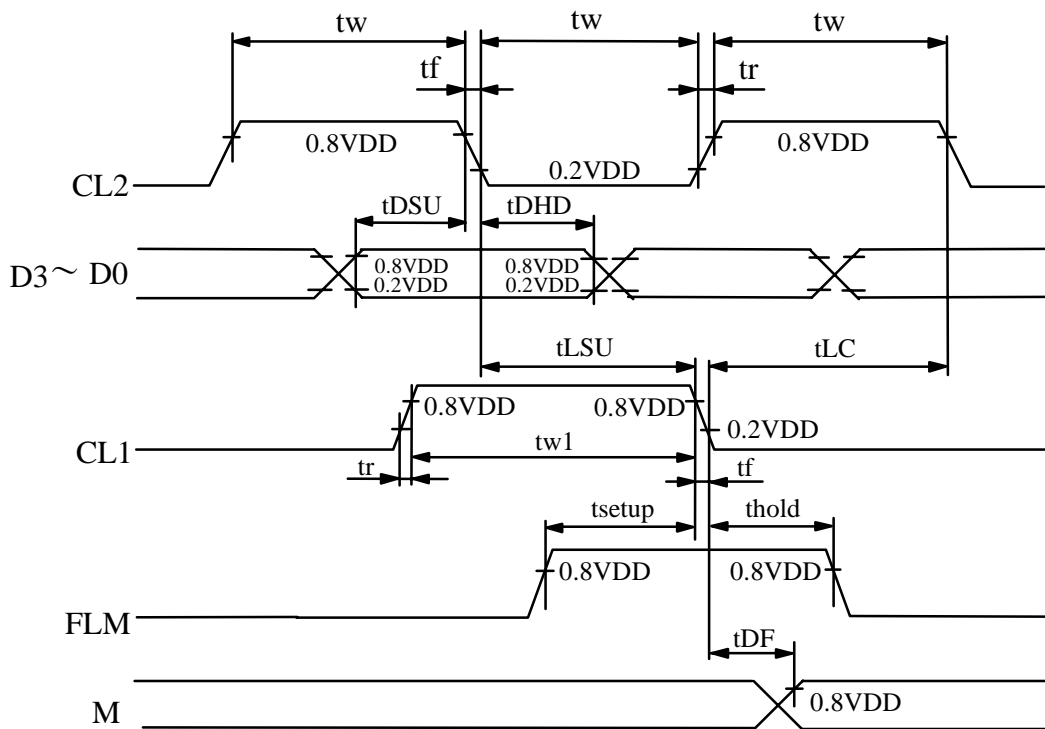 tw tw tw
tf tr
0.8VDD 0.2VDD 0.8VDD
CL2
tDSU tDHD
D3～D0
0.8VDD 0.8VDD
0.2VDD 0.2VDD
tLSU tLC
0.8VDD 0.8VDD
0.2VDD
CL1
tw1
tr tf
tsetup thold
0.8VDD 0.8VDD
FLM
tDF
0.8VDD
M